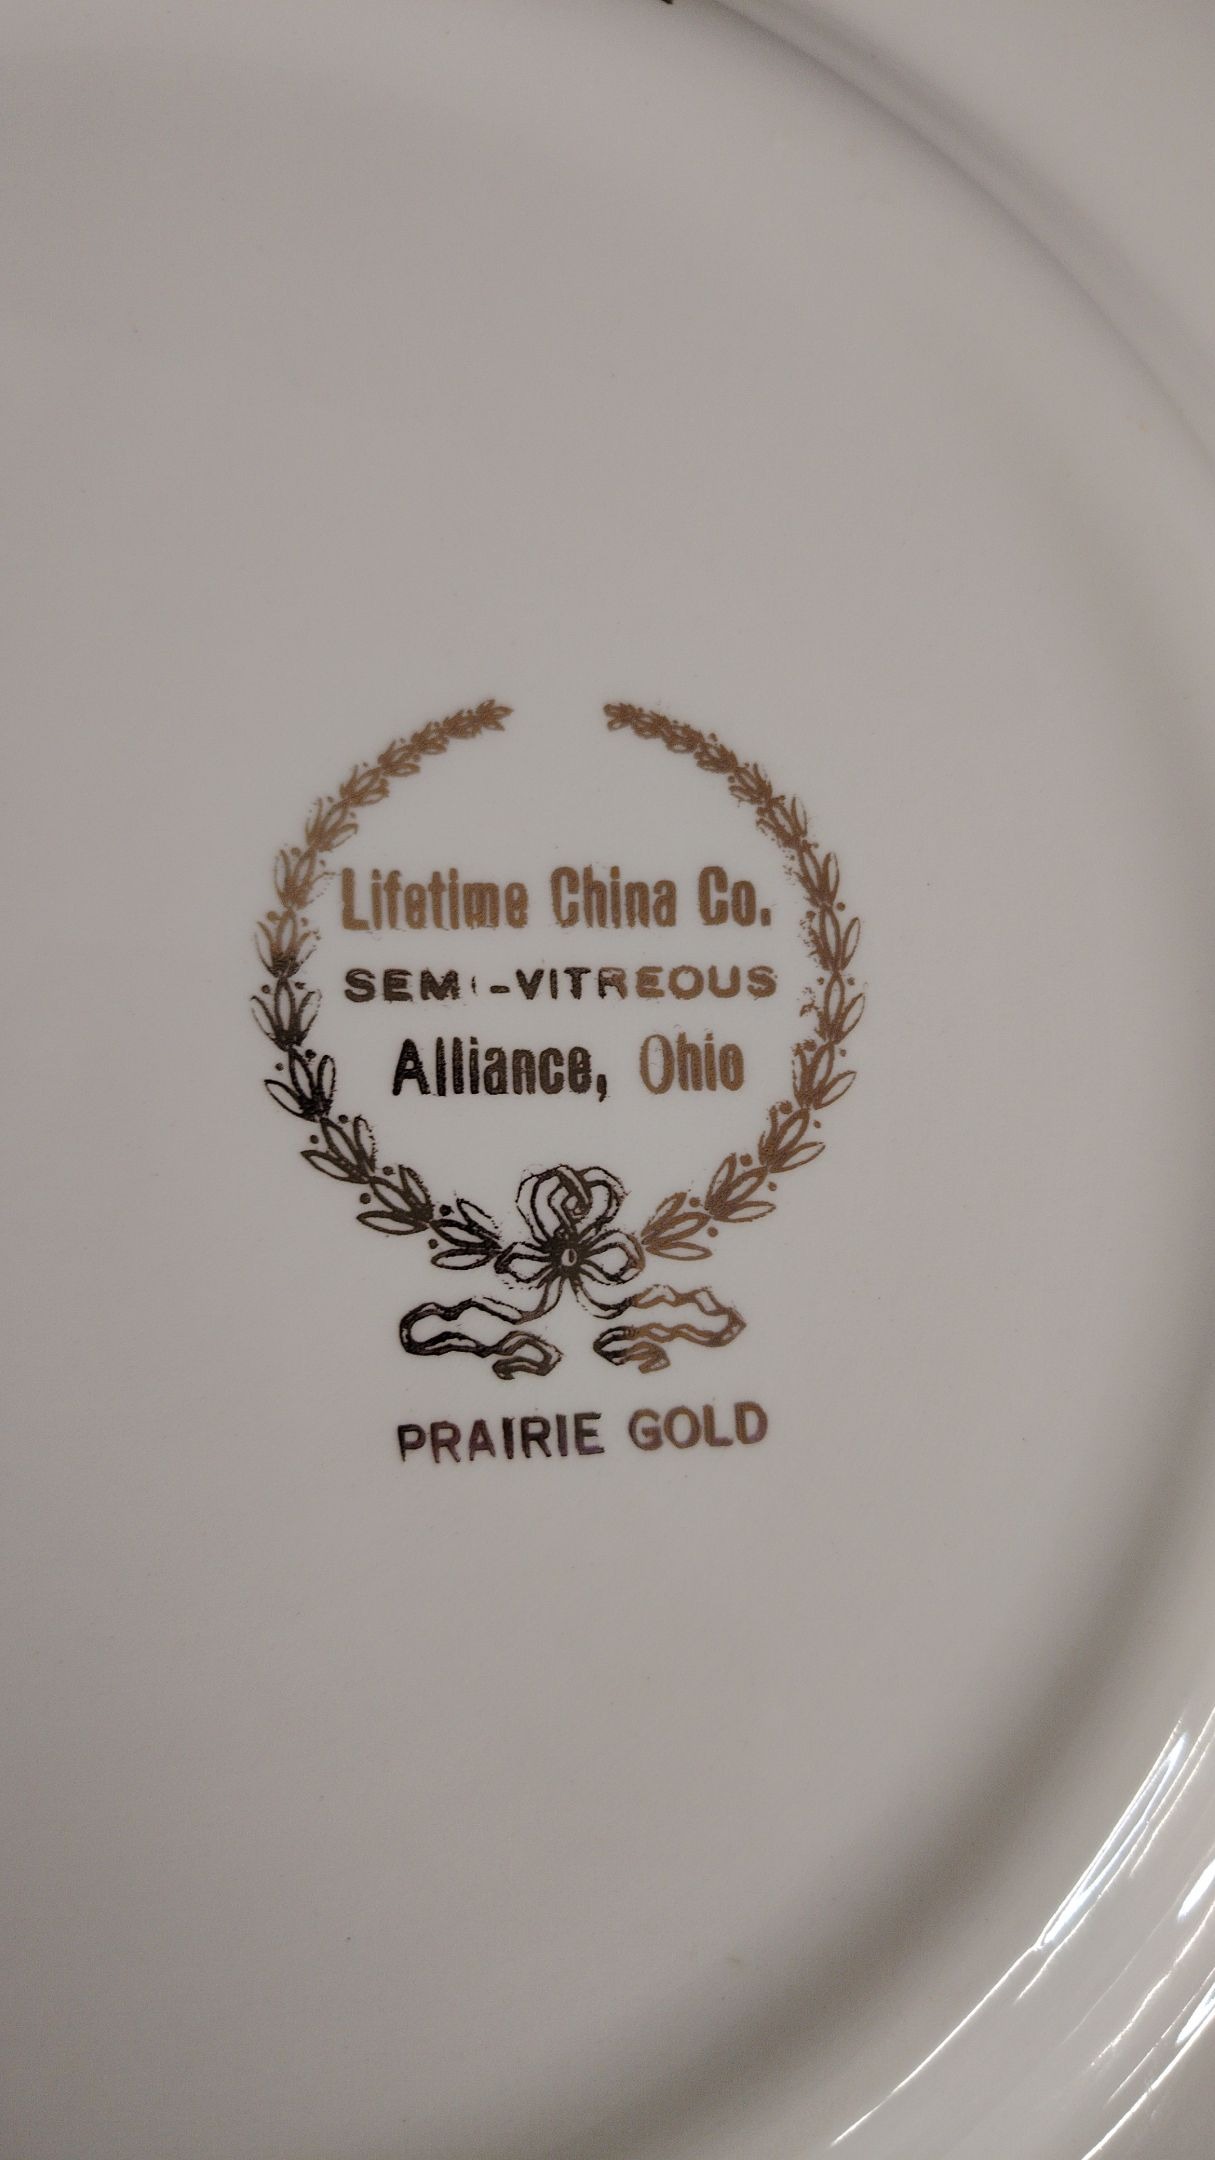 Lifetime China Co.
SEMI-VITREOUS
Alliance, Ohio
PRAIRIE GOLD